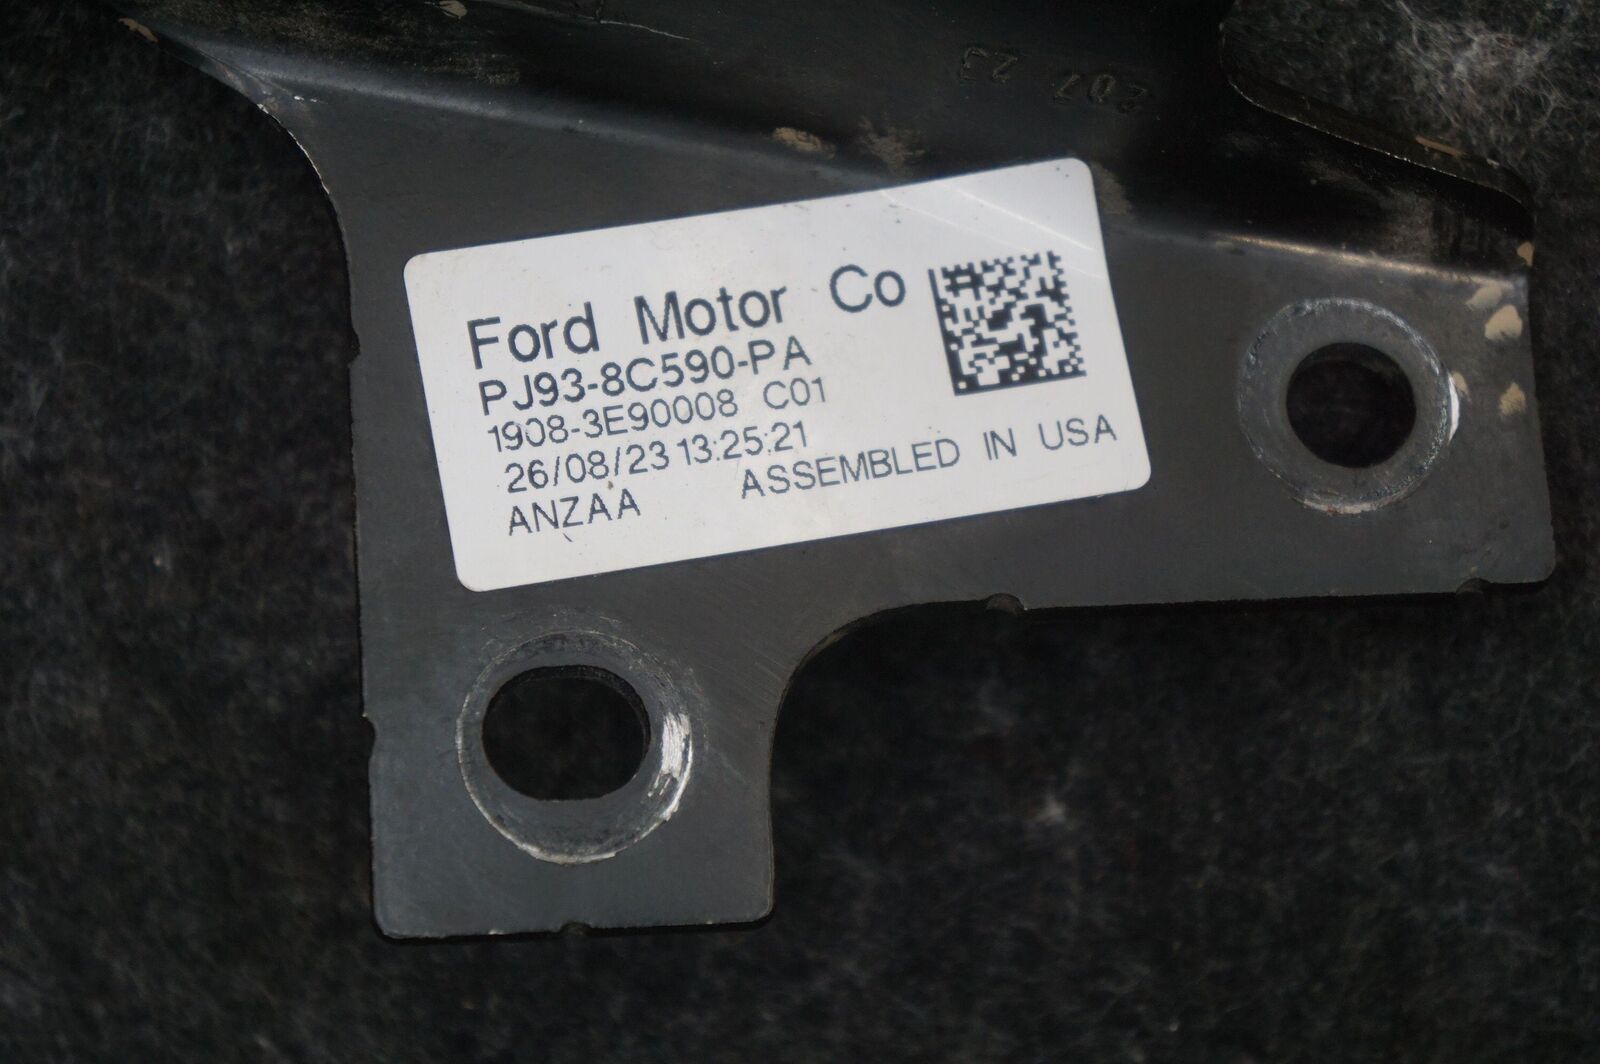 Ford Motor Co
PJ93-8C590-PA
1908-3E90008 C01
26/08/23 13:25:21
ANZAA ASSEMBLED IN USA